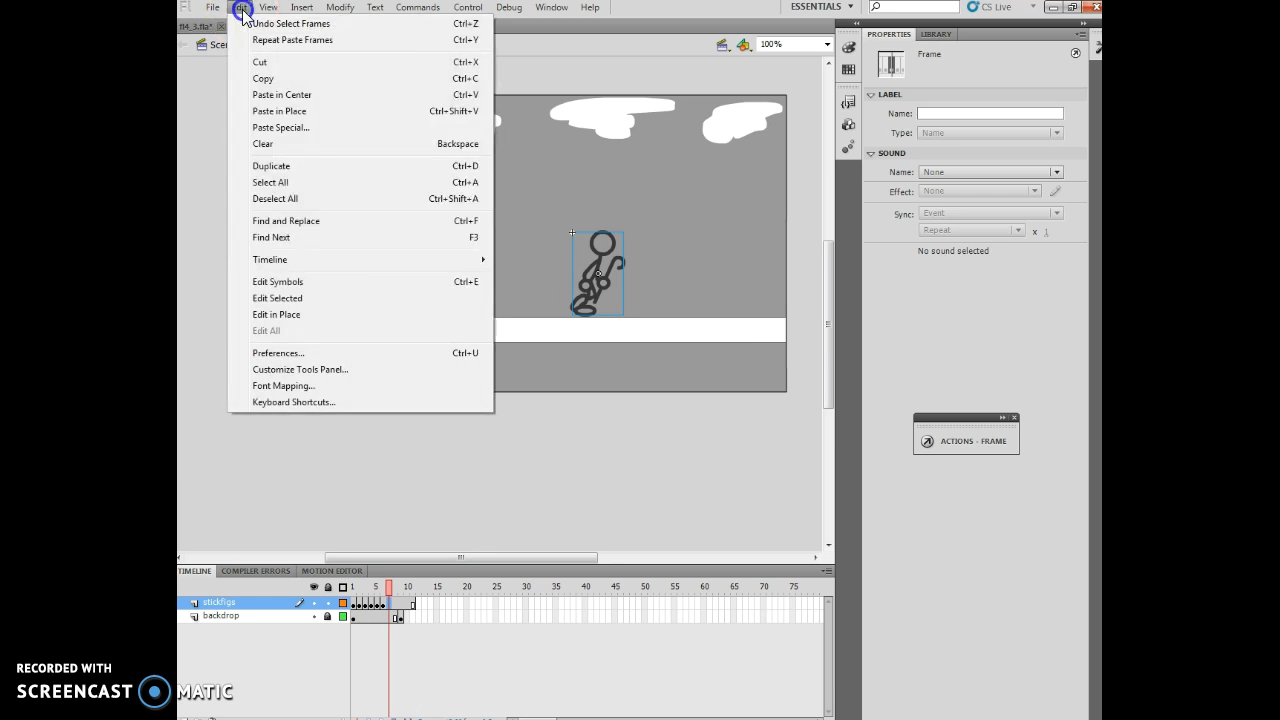 File Edit View Insert Modify Text Commands Control Debug Window Help ESSENTIALS CS Live
fl4_3.fla*
Scen
100%
Undo Select Frames Ctrl+Z
Repeat Paste Frames Ctrl+Y
Cut Ctrl+X
Copy Ctrl+C
Paste in Center Ctrl+V
Paste in Place Ctrl+Shift+V
Paste Special...
Clear Backspace
Duplicate Ctrl+D
Select All Ctrl+A
Deselect All Ctrl+Shift+A
Find and Replace Ctrl+F
Find Next F3
Timeline
Edit Symbols Ctrl+E
Edit Selected
Edit in Place
Edit All
Preferences... Ctrl+U
Customize Tools Panel...
Font Mapping...
Keyboard Shortcuts...
PROPERTIES LIBRARY
Frame
LABEL
Name:
Type: Name
SOUND
Name: None
Effect: None
Sync: Event
Repeat x 1
No sound selected
ACTIONS - FRAME
TIMELINE COMPILER ERRORS MOTION EDITOR
1 5 10 15 20 25 30 35 40 45 50 55 60 65 70 75
stickfigs
backdrop
RECORDED WITH
SCREENCAST MATIC